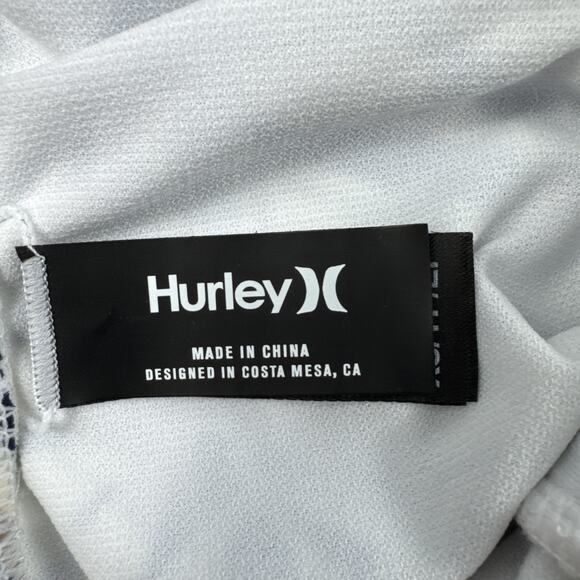 Hurley
MADE IN CHINA
DESIGNED IN COSTA MESA, CA